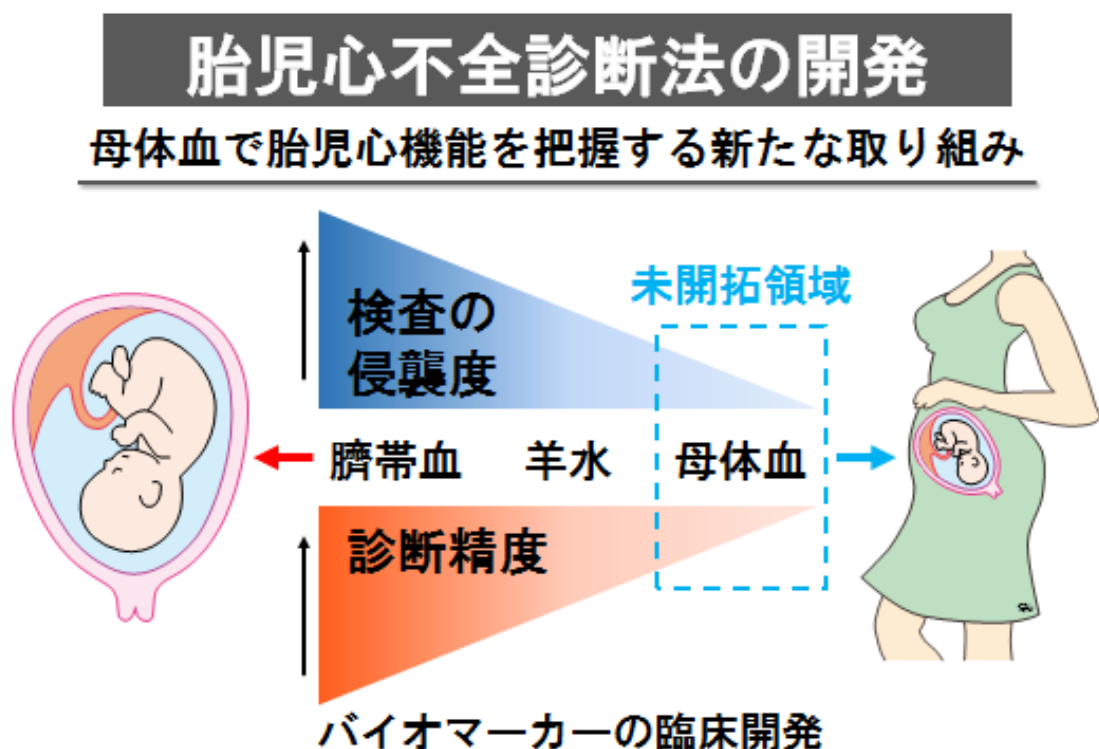 胎児心不全診断法の開発
母体血で胎児心機能を把握する新たな取り組み
未開拓領域
検査の
侵襲度
臍帯血
羊水
母体血
診断精度
バイオマーカーの臨床開発